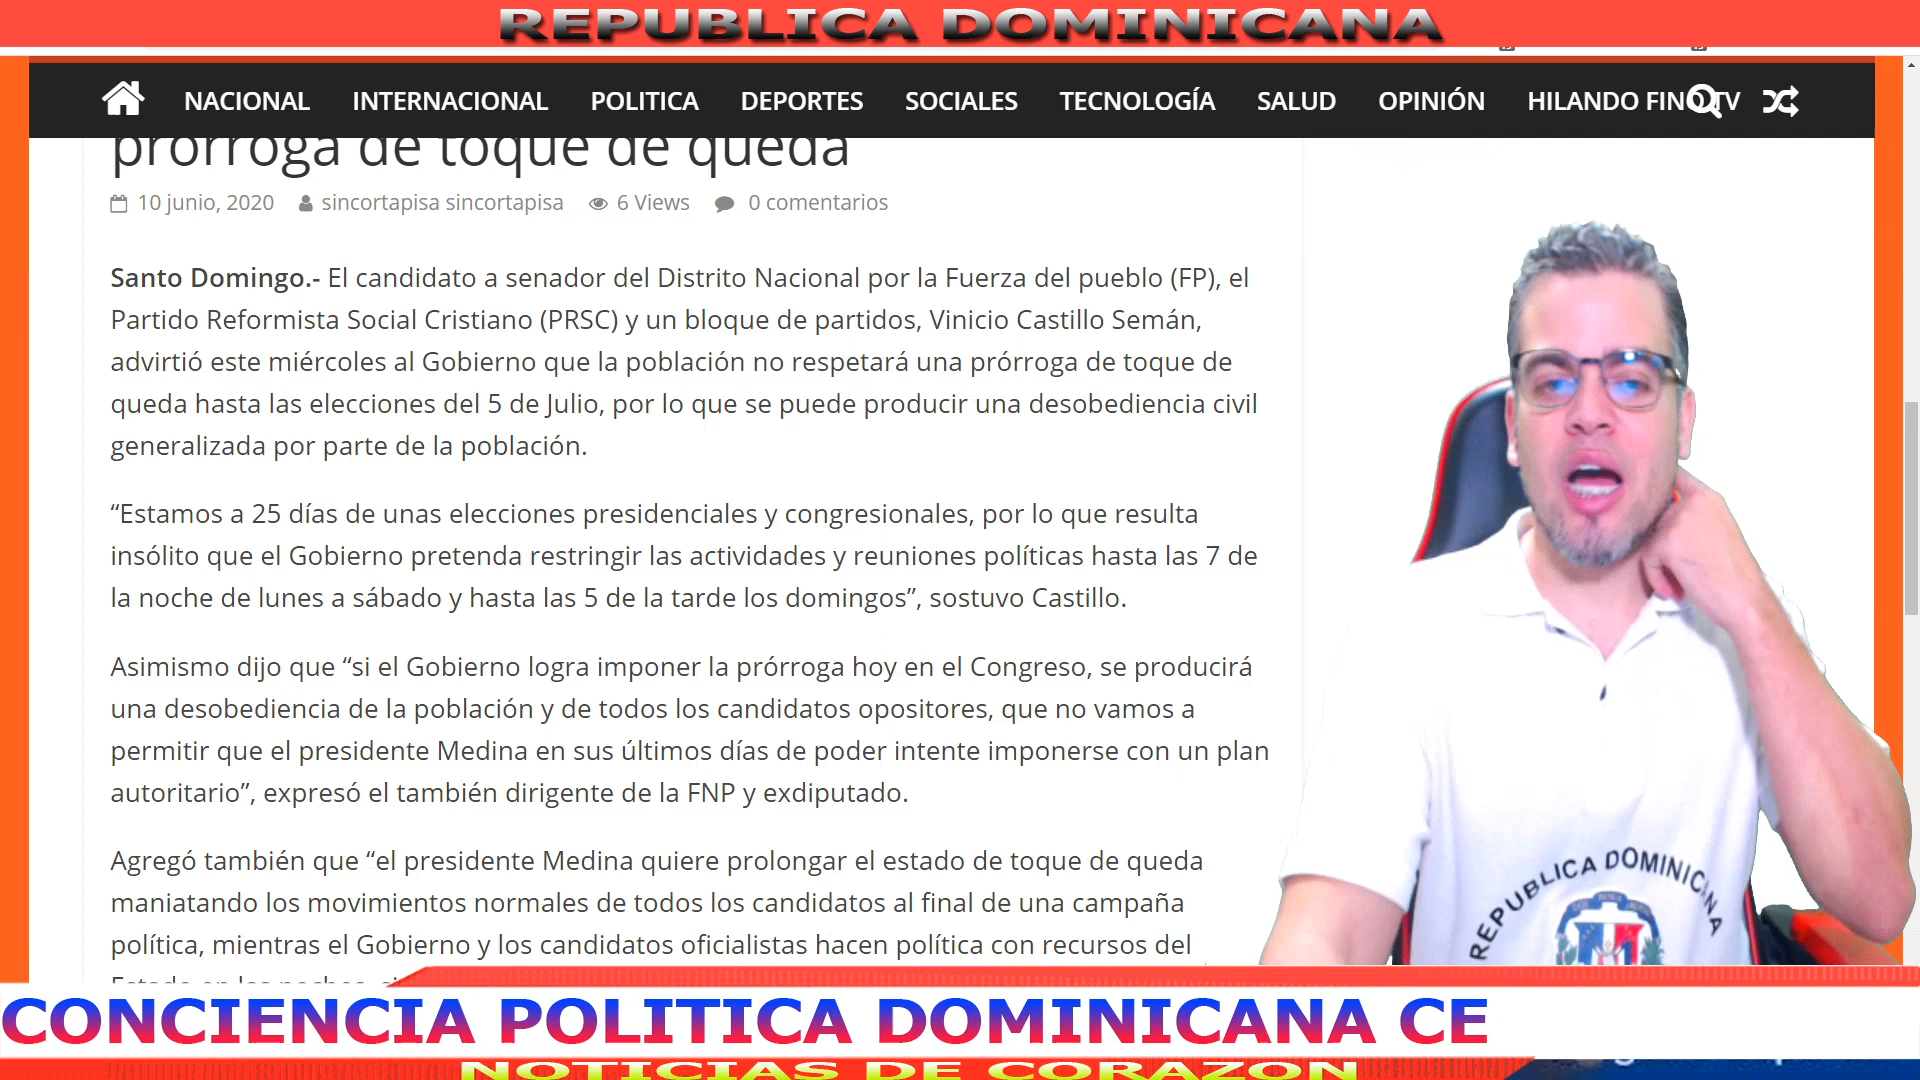 REPUBLICA DOMINICANA
NACIONAL INTERNACIONAL POLITICA DEPORTES SOCIALES TECNOLOGÍA SALUD OPINIÓN HILANDO FINO TV
prórroga de toque de queda
10 junio, 2020 sincortapisa sincortapisa 6 Views 0 comentarios
Santo Domingo.- El candidato a senador del Distrito Nacional por la Fuerza del pueblo (FP), el
Partido Reformista Social Cristiano (PRSC) y un bloque de partidos, Vinicio Castillo Semán,
advirtió este miércoles al Gobierno que la población no respetará una prórroga de toque de
queda hasta las elecciones del 5 de Julio, por lo que se puede producir una desobediencia civil
generalizada por parte de la población.
“Estamos a 25 días de unas elecciones presidenciales y congresionales, por lo que resulta
insólito que el Gobierno pretenda restringir las actividades y reuniones políticas hasta las 7 de
la noche de lunes a sábado y hasta las 5 de la tarde los domingos”, sostuvo Castillo.
Asimismo dijo que “si el Gobierno logra imponer la prórroga hoy en el Congreso, se producirá
una desobediencia de la población y de todos los candidatos opositores, que no vamos a
permitir que el presidente Medina en sus últimos días de poder intente imponerse con un plan
autoritario”, expresó el también dirigente de la FNP y exdiputado.
Agregó también que “el presidente Medina quiere prolongar el estado de toque de queda
maniatando los movimientos normales de todos los candidatos al final de una campaña
política, mientras el Gobierno y los candidatos oficialistas hacen política con recursos del
REPUBLICA DOMINICANA
CONCIENCIA POLITICA DOMINICANA CE
NOTICIAS DE CORAZON